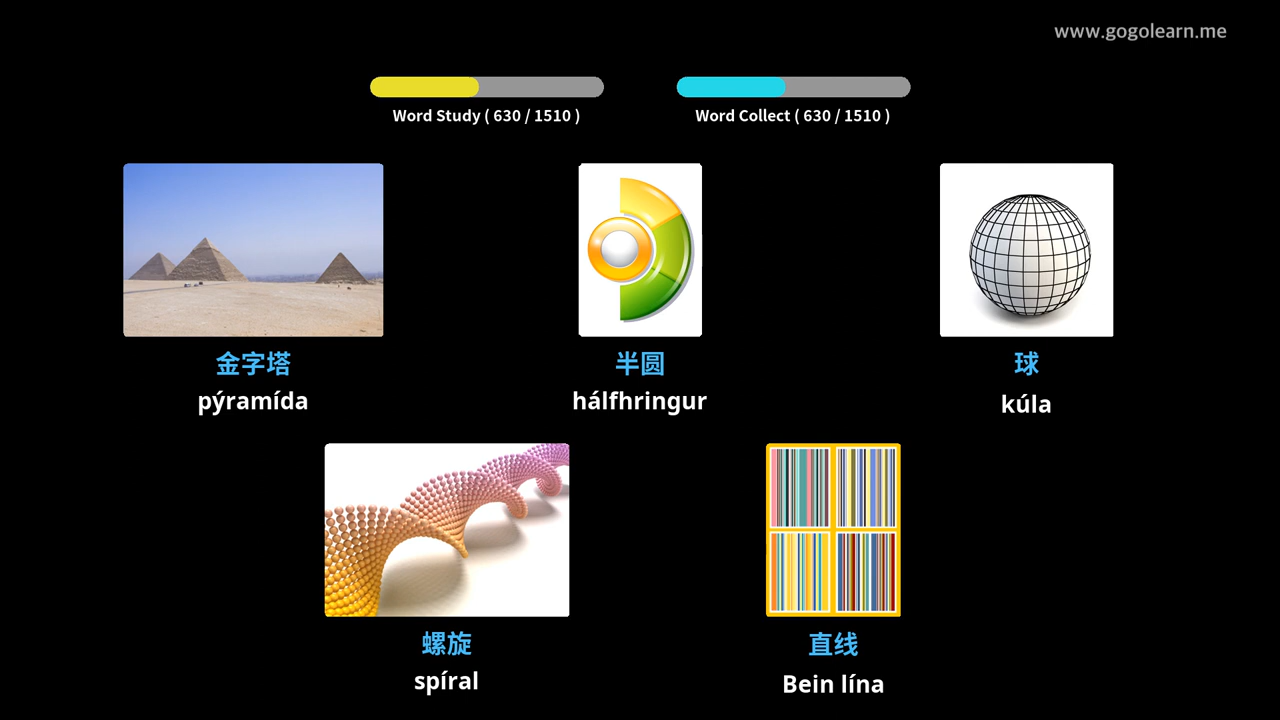 www.gogolearn.me
Word Study ( 630 / 1510 )
Word Collect ( 630 / 1510 )
金字塔
pýramída
半圆
hálfhringur
球
kúla
螺旋
spíral
直线
Bein lína